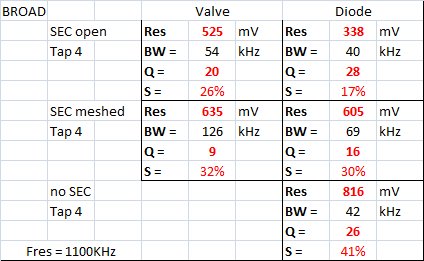 BROAD Valve Diode
SEC open Res 525 mV Res 338 mV
Tap 4 BW = 54 kHz BW = 40 kHz
Q = 20 Q = 28
S = 26% S = 17%
SEC meshed Res 635 mV Res 605 mV
Tap 4 BW = 126 kHz BW = 69 kHz
Q = 9 Q = 16
S = 32% S = 30%
no SEC Res 816 mV
Tap 4 BW = 42 kHz
Q = 26
Fres = 1100KHz S = 41%